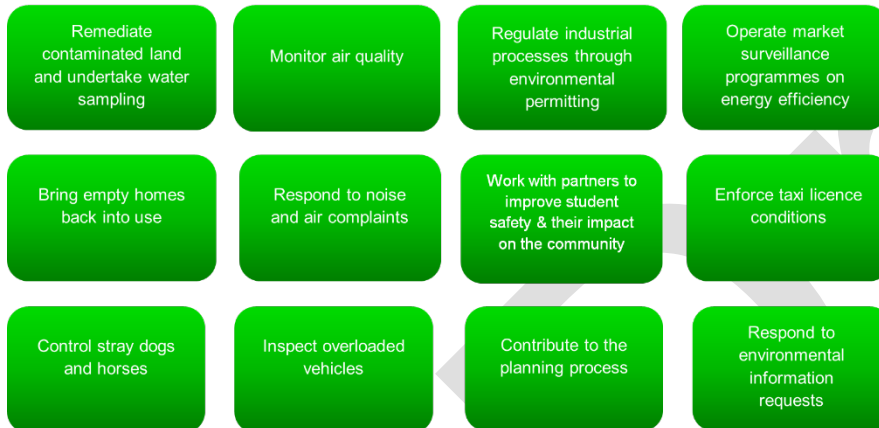 Remediate
contaminated land
and undertake water
sampling
Monitor air quality
Regulate industrial
processes through
environmental
permitting
Operate market
surveillance
programmes on
energy efficiency
Bring empty homes
back into use
Respond to noise
and air complaints
Work with partners to
improve student
safety & their impact
on the community
Enforce taxi licence
conditions
Control stray dogs
and horses
Inspect overloaded
vehicles
Contribute to the
planning process
Respond to
environmental
information
requests